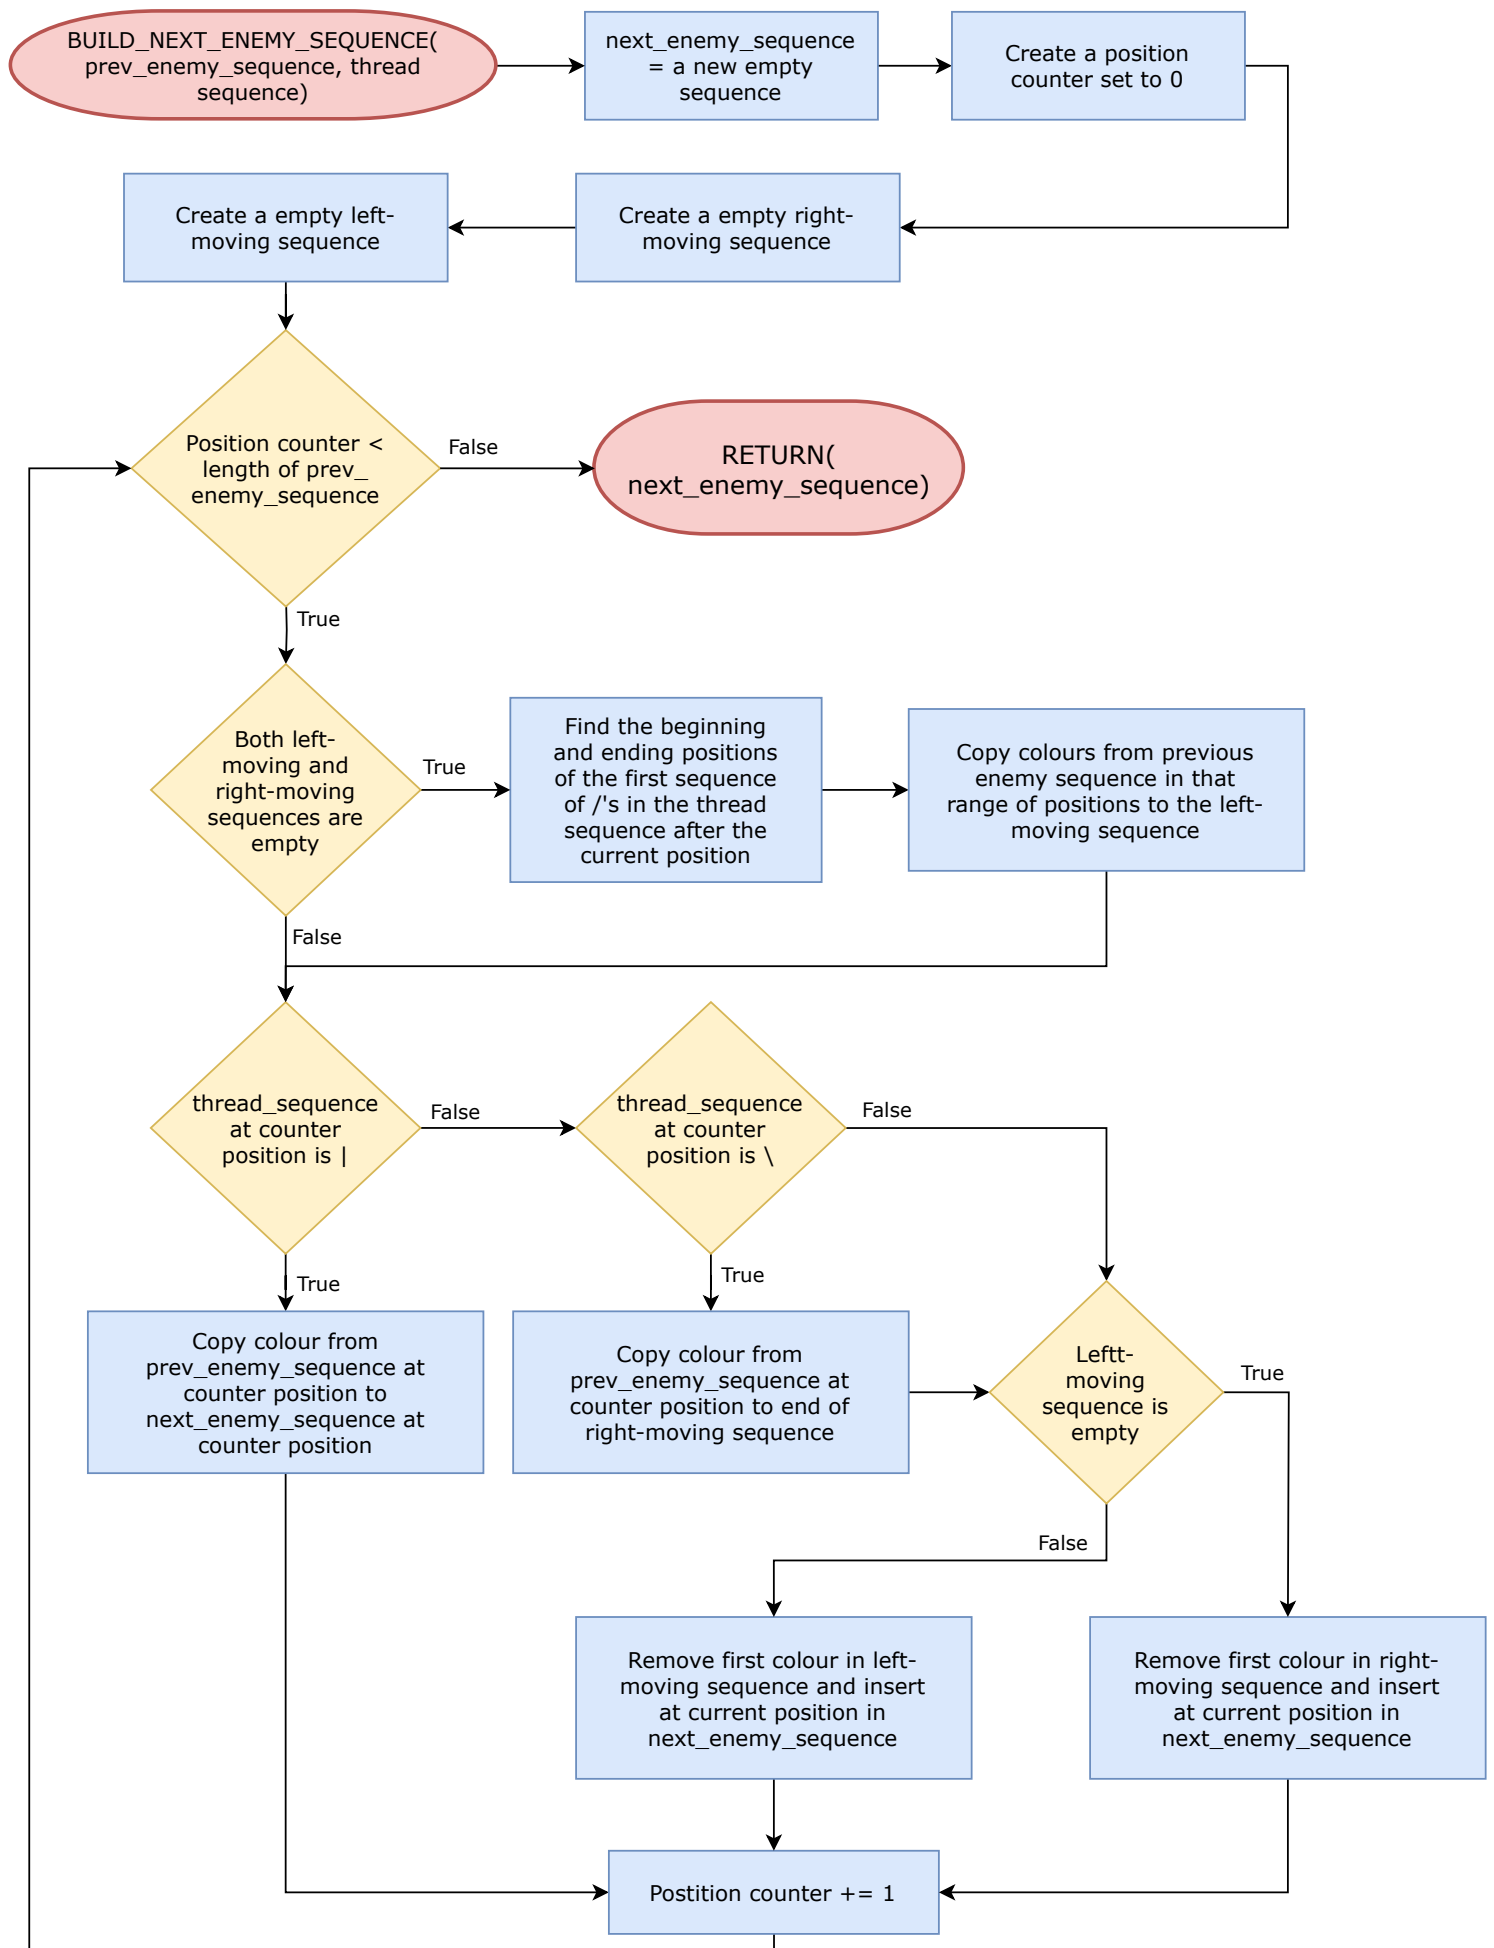 BUILD_NEXT_ENEMY_SEQUENCE(
prev_enemy_sequence, thread
sequence)
next_enemy_sequence
= a new empty
sequence
Create a position
counter set to 0
Create a empty left-
moving sequence
Create a empty right-
moving sequence
Position counter <
length of prev_
enemy_sequence
False
RETURN(
next_enemy_sequence)
True
Both left-
moving and
right-moving
sequences are
empty
True
Find the beginning
and ending positions
of the first sequence
of /'s in the thread
sequence after the
current position
Copy colours from previous
enemy sequence in that
range of positions to the left-
moving sequence
False
thread_sequence
at counter
position is |
False
thread_sequence
at counter
position is \
False
True
Copy colour from
prev_enemy_sequence at
counter position to
next_enemy_sequence at
counter position
True
Copy colour from
prev_enemy_sequence at
counter position to end of
right-moving sequence
Leftt-
moving
sequence is
empty
True
False
Remove first colour in left-
moving sequence and insert
at current position in
next_enemy_sequence
Remove first colour in right-
moving sequence and insert
at current position in
next_enemy_sequence
Postition counter += 1